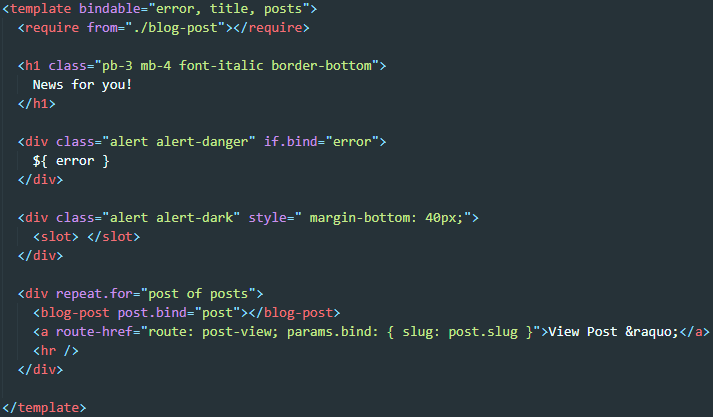 <template bindable="error, title, posts">
<require from="./blog-post"></require>
<h1 class="pb-3 mb-4 font-italic border-bottom">
News for you!
</h1>
<div class="alert alert-danger" if.bind="error">
${ error }
</div>
<div class="alert alert-dark" style=" margin-bottom: 40px;">
<slot> </slot>
</div>
<div repeat.for="post of posts">
<blog-post post.bind="post"></blog-post>
<a route-href="route: post-view; params.bind: { slug: post.slug }">View Post &raquo;</a>
<hr />
</div>
</template>